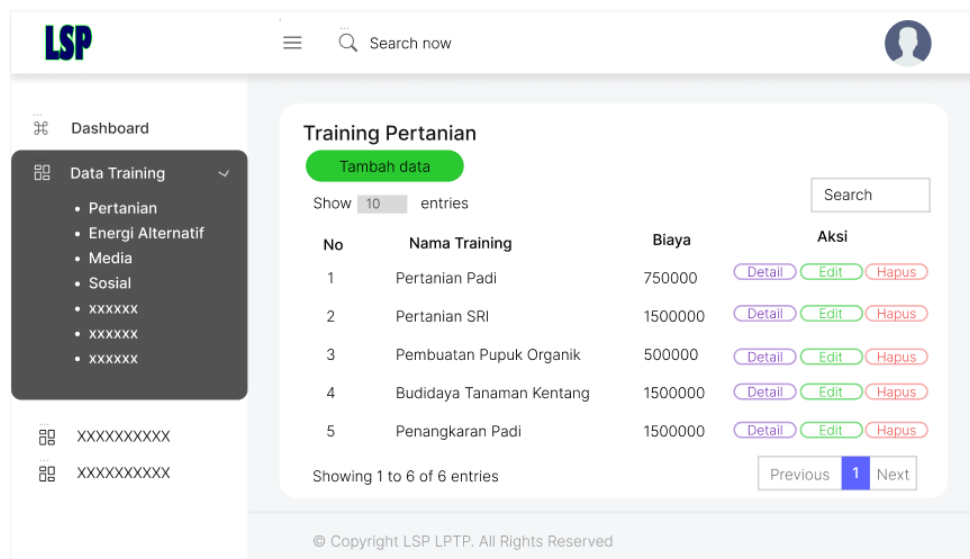 LSP
Search now
Dashboard
Data Training
• Pertanian
• Energi Alternatif
• Media
• Sosial
• xxxxxx
• xxxxxx
• xxxxxx
XXXXXXXXXX
XXXXXXXXXX
Training Pertanian
Tambah data
Show 10 entries
Search
No Nama Training Biaya Aksi
1 Pertanian Padi 750000 Detail Edit Hapus
2 Pertanian SRI 1500000 Detail Edit Hapus
3 Pembuatan Pupuk Organik 500000 Detail Edit Hapus
4 Budidaya Tanaman Kentang 1500000 Detail Edit Hapus
5 Penangkaran Padi 1500000 Detail Edit Hapus
Showing 1 to 6 of 6 entries
Previous 1 Next
© Copyright LSP LPTP. All Rights Reserved